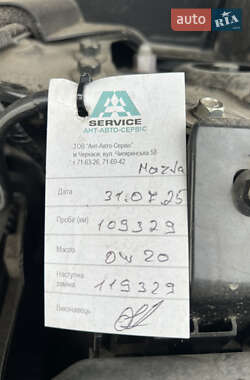 AUTO RIA
SERVICE
АНТ-АВТО-СЕРВІС
ТОВ "Ант-Авто-Сервіс"
м.Черкаси, вул. Чигиринська 58
т.71-63-26, 71-69-42
Mazda
Дата 31.07.25
Пробіг (км) 109329
Масло 0w20
Наступна заміна 119329
Виконавець